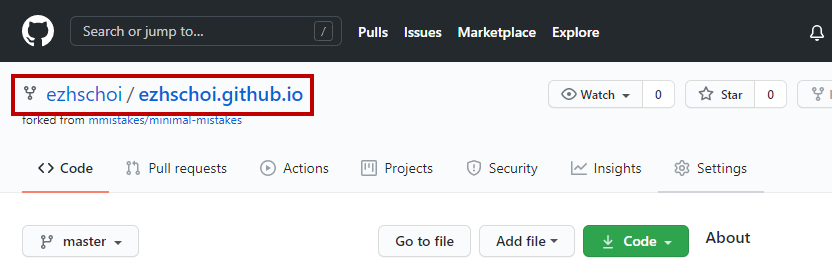 Search or jump to... /
Pulls Issues Marketplace Explore
ezhschoi / ezhschoi.github.io
Watch 0 Star 0
forked from mmistakes/minimal-mistakes
Code Pull requests Actions Projects Security Insights Settings
master Go to file Add file Code About